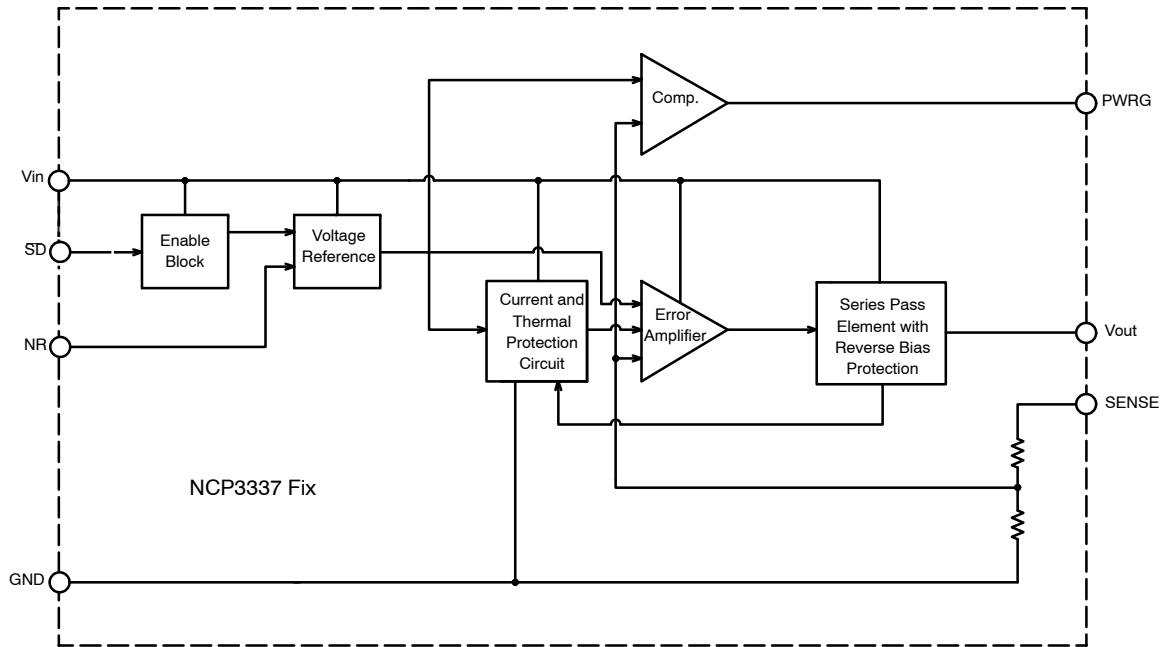 Comp.
PWRG
Vin
SD
Enable
Block
Voltage
Reference
NR
Current and
Thermal
Protection
Circuit
Error
Amplifier
Series Pass
Element with
Reverse Bias
Protection
Vout
SENSE
NCP3337 Fix
GND